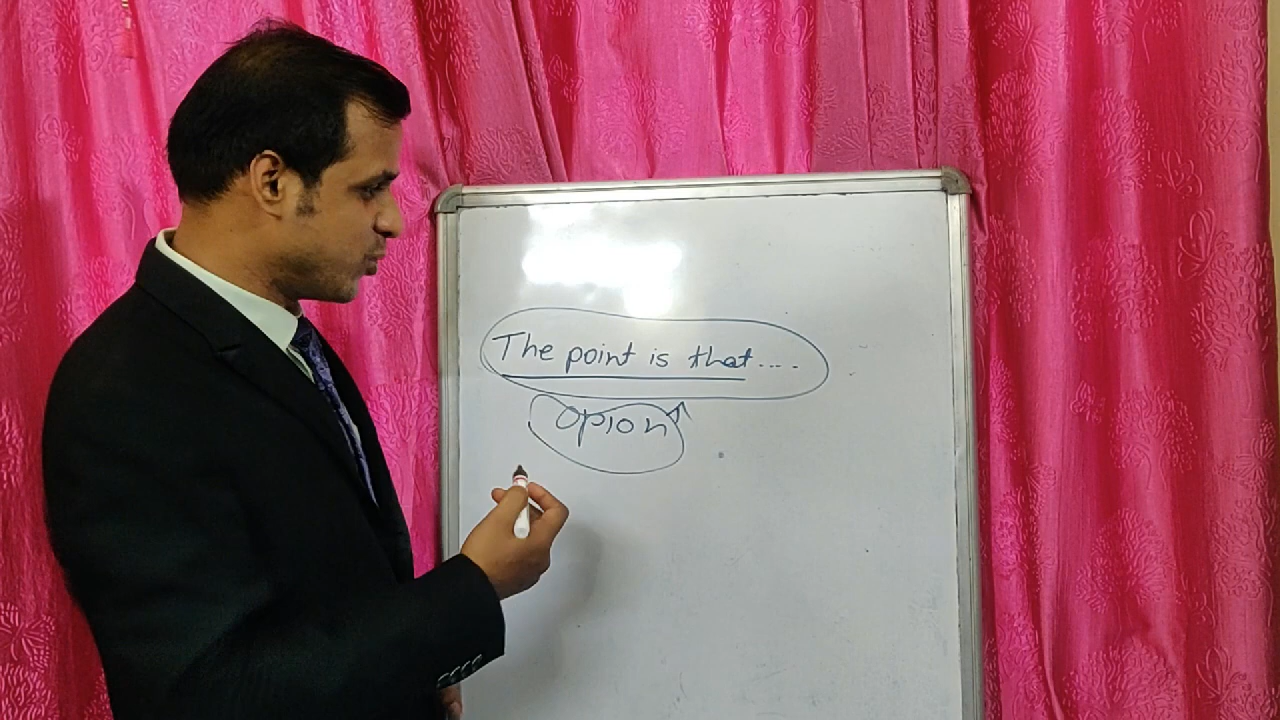 The point is that....
opion